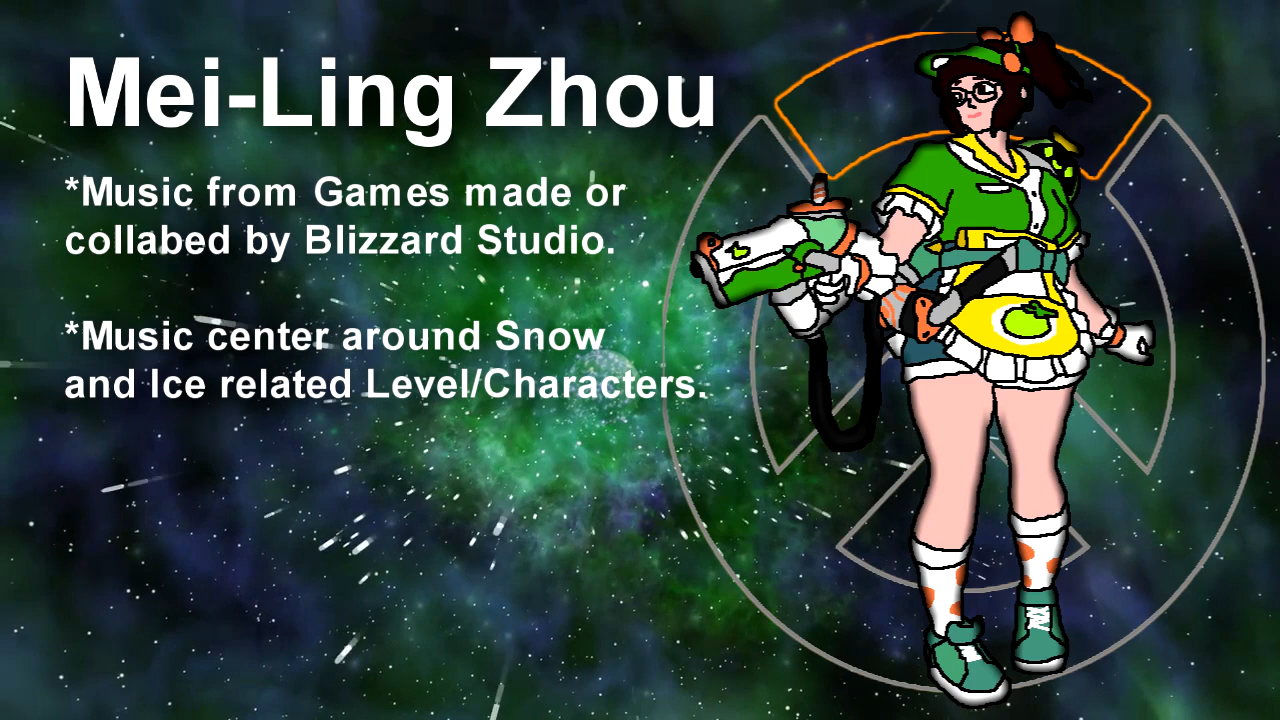 Mei-Ling Zhou
*Music from Games made or
collabed by Blizzard Studio.
*Music center around Snow
and Ice related Level/Characters.